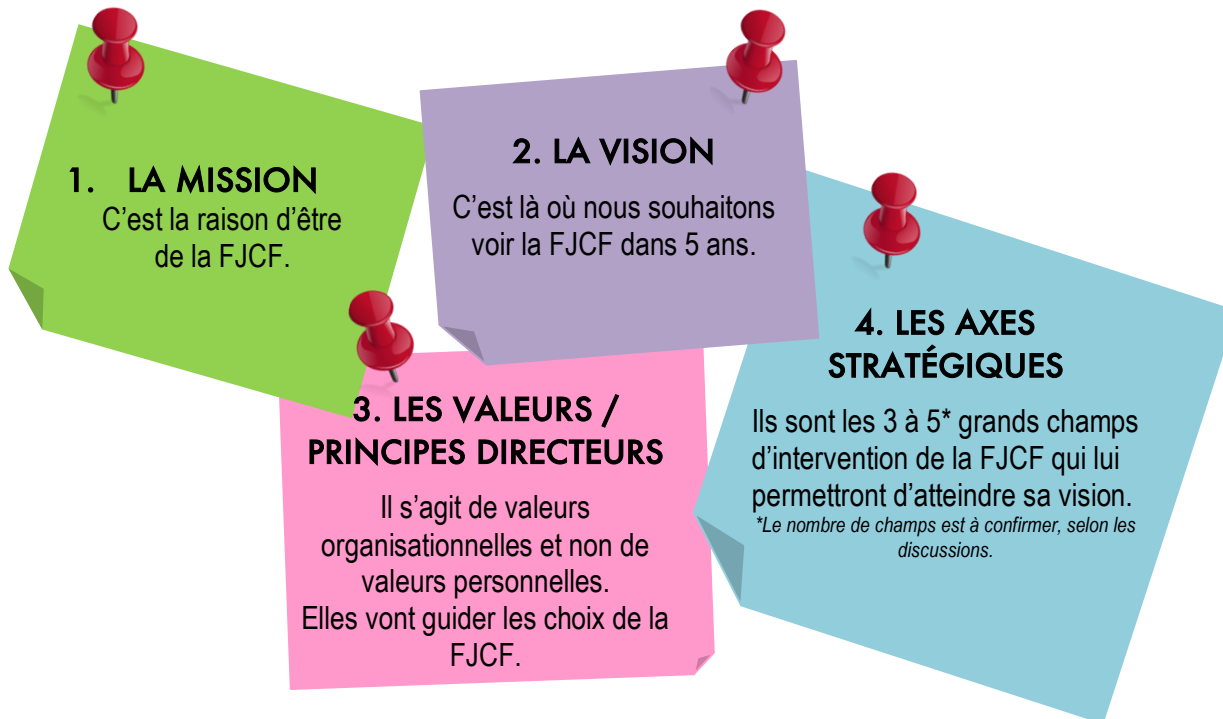 1. LA MISSION
C’est la raison d’être
de la FJCF.
2. LA VISION
C’est là où nous souhaitons
voir la FJCF dans 5 ans.
3. LES VALEURS /
PRINCIPES DIRECTEURS
Il s’agit de valeurs
organisationnelles et non de
valeurs personnelles.
Elles vont guider les choix de la
FJCF.
4. LES AXES
STRATÉGIQUES
Ils sont les 3 à 5* grands champs
d’intervention de la FJCF qui lui
permettront d’atteindre sa vision.
*Le nombre de champs est à confirmer, selon les
discussions.